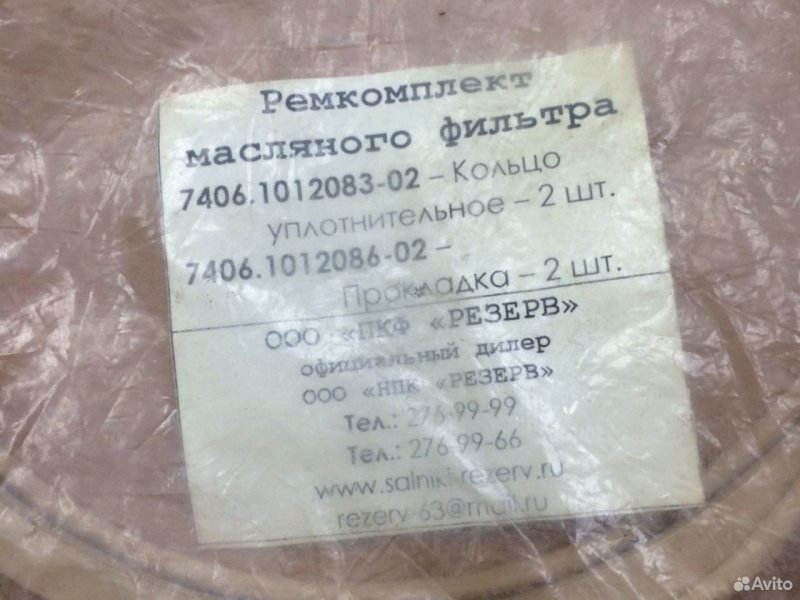 Ремкомплект
масляного фильтра
7406.1012083-02 – Кольцо
уплотнительное – 2 шт.
7406.1012086-02 –
Прокладка – 2 шт.
ООО «ПКФ «РЕЗЕРВ»
официальный дилер
ООО «НПК «РЕЗЕРВ»
Тел.: 276-99-99
Тел.: 276 99-66
www.salniki-rezerv.ru
rezerv-63@mail.ru
Avito